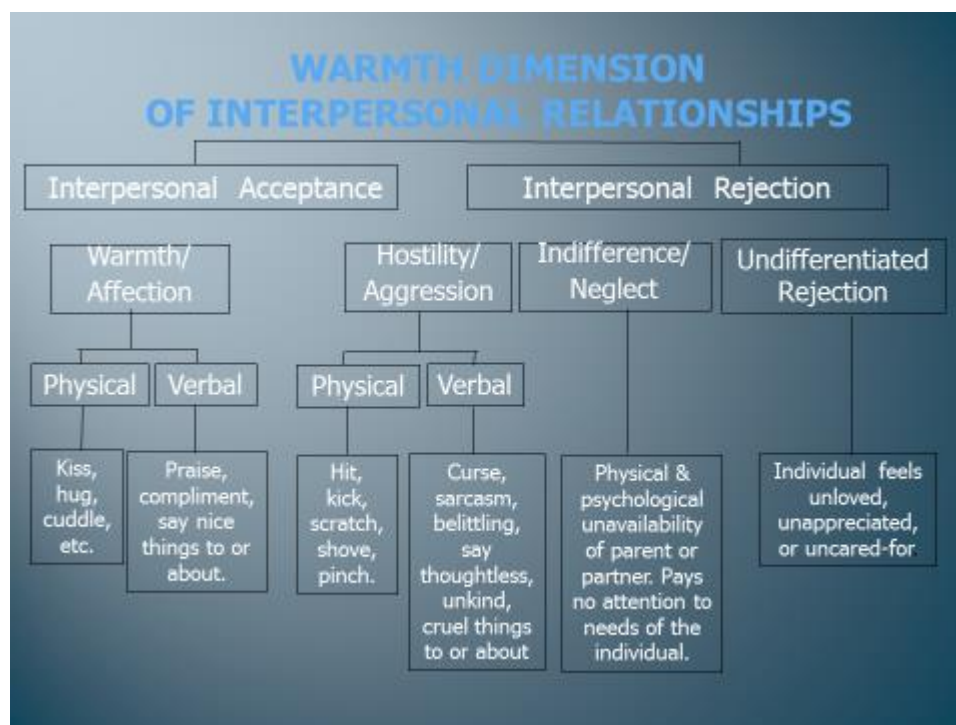 WARMTH DIMENSION
OF INTERPERSONAL RELATIONSHIPS
Interpersonal Acceptance
Interpersonal Rejection
Warmth/
Affection
Hostility/
Aggression
Indifference/
Neglect
Undifferentiated
Rejection
Physical
Verbal
Physical
Verbal
Kiss,
hug,
cuddle,
etc.
Praise,
compliment,
say nice
things to or
about.
Hit,
kick,
scratch,
shove,
pinch.
Curse,
sarcasm,
belittling,
say
thoughtless,
unkind,
cruel things
to or about
Physical &
psychological
unavailability
of parent or
partner. Pays
no attention to
needs of the
individual.
Individual feels
unloved,
unappreciated,
or uncared-for